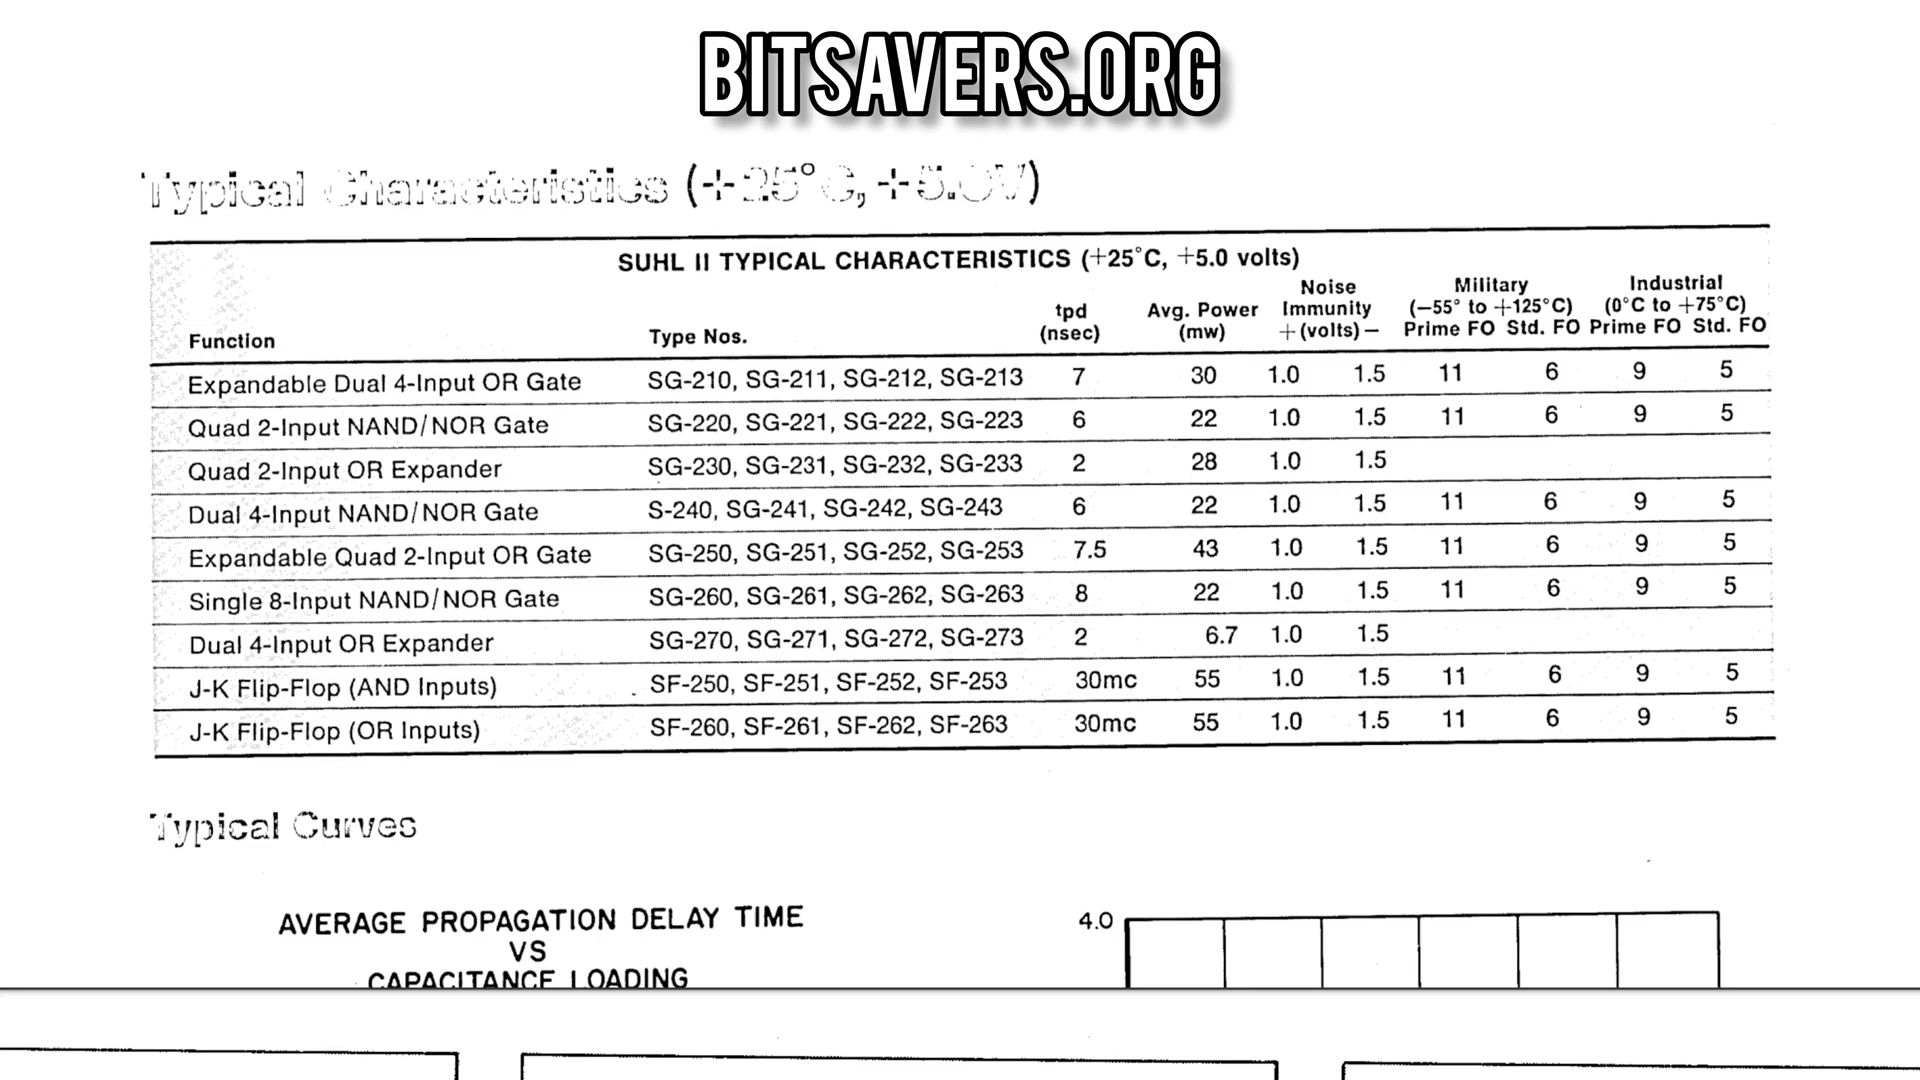 BITSAVERS.ORG
Typical Characteristics (+25°C, +5.0V)
SUHL II TYPICAL CHARACTERISTICS (+25°C, +5.0 volts)
Function Type Nos. tpd (nsec) Avg. Power (mw) Noise Immunity +(volts)− Military (−55° to +125°C) Prime FO Std. FO Industrial (0°C to +75°C) Prime FO Std. FO
Expandable Dual 4-Input OR Gate SG-210, SG-211, SG-212, SG-213 7 30 1.0 1.5 11 6 9 5
Quad 2-Input NAND/NOR Gate SG-220, SG-221, SG-222, SG-223 6 22 1.0 1.5 11 6 9 5
Quad 2-Input OR Expander SG-230, SG-231, SG-232, SG-233 2 28 1.0 1.5
Dual 4-Input NAND/NOR Gate S-240, SG-241, SG-242, SG-243 6 22 1.0 1.5 11 6 9 5
Expandable Quad 2-Input OR Gate SG-250, SG-251, SG-252, SG-253 7.5 43 1.0 1.5 11 6 9 5
Single 8-Input NAND/NOR Gate SG-260, SG-261, SG-262, SG-263 8 22 1.0 1.5 11 6 9 5
Dual 4-Input OR Expander SG-270, SG-271, SG-272, SG-273 2 6.7 1.0 1.5
J-K Flip-Flop (AND Inputs) SF-250, SF-251, SF-252, SF-253 30mc 55 1.0 1.5 11 6 9 5
J-K Flip-Flop (OR Inputs) SF-260, SF-261, SF-262, SF-263 30mc 55 1.0 1.5 11 6 9 5
Typical Curves
AVERAGE PROPAGATION DELAY TIME
VS
CAPACITANCE LOADING
4.0